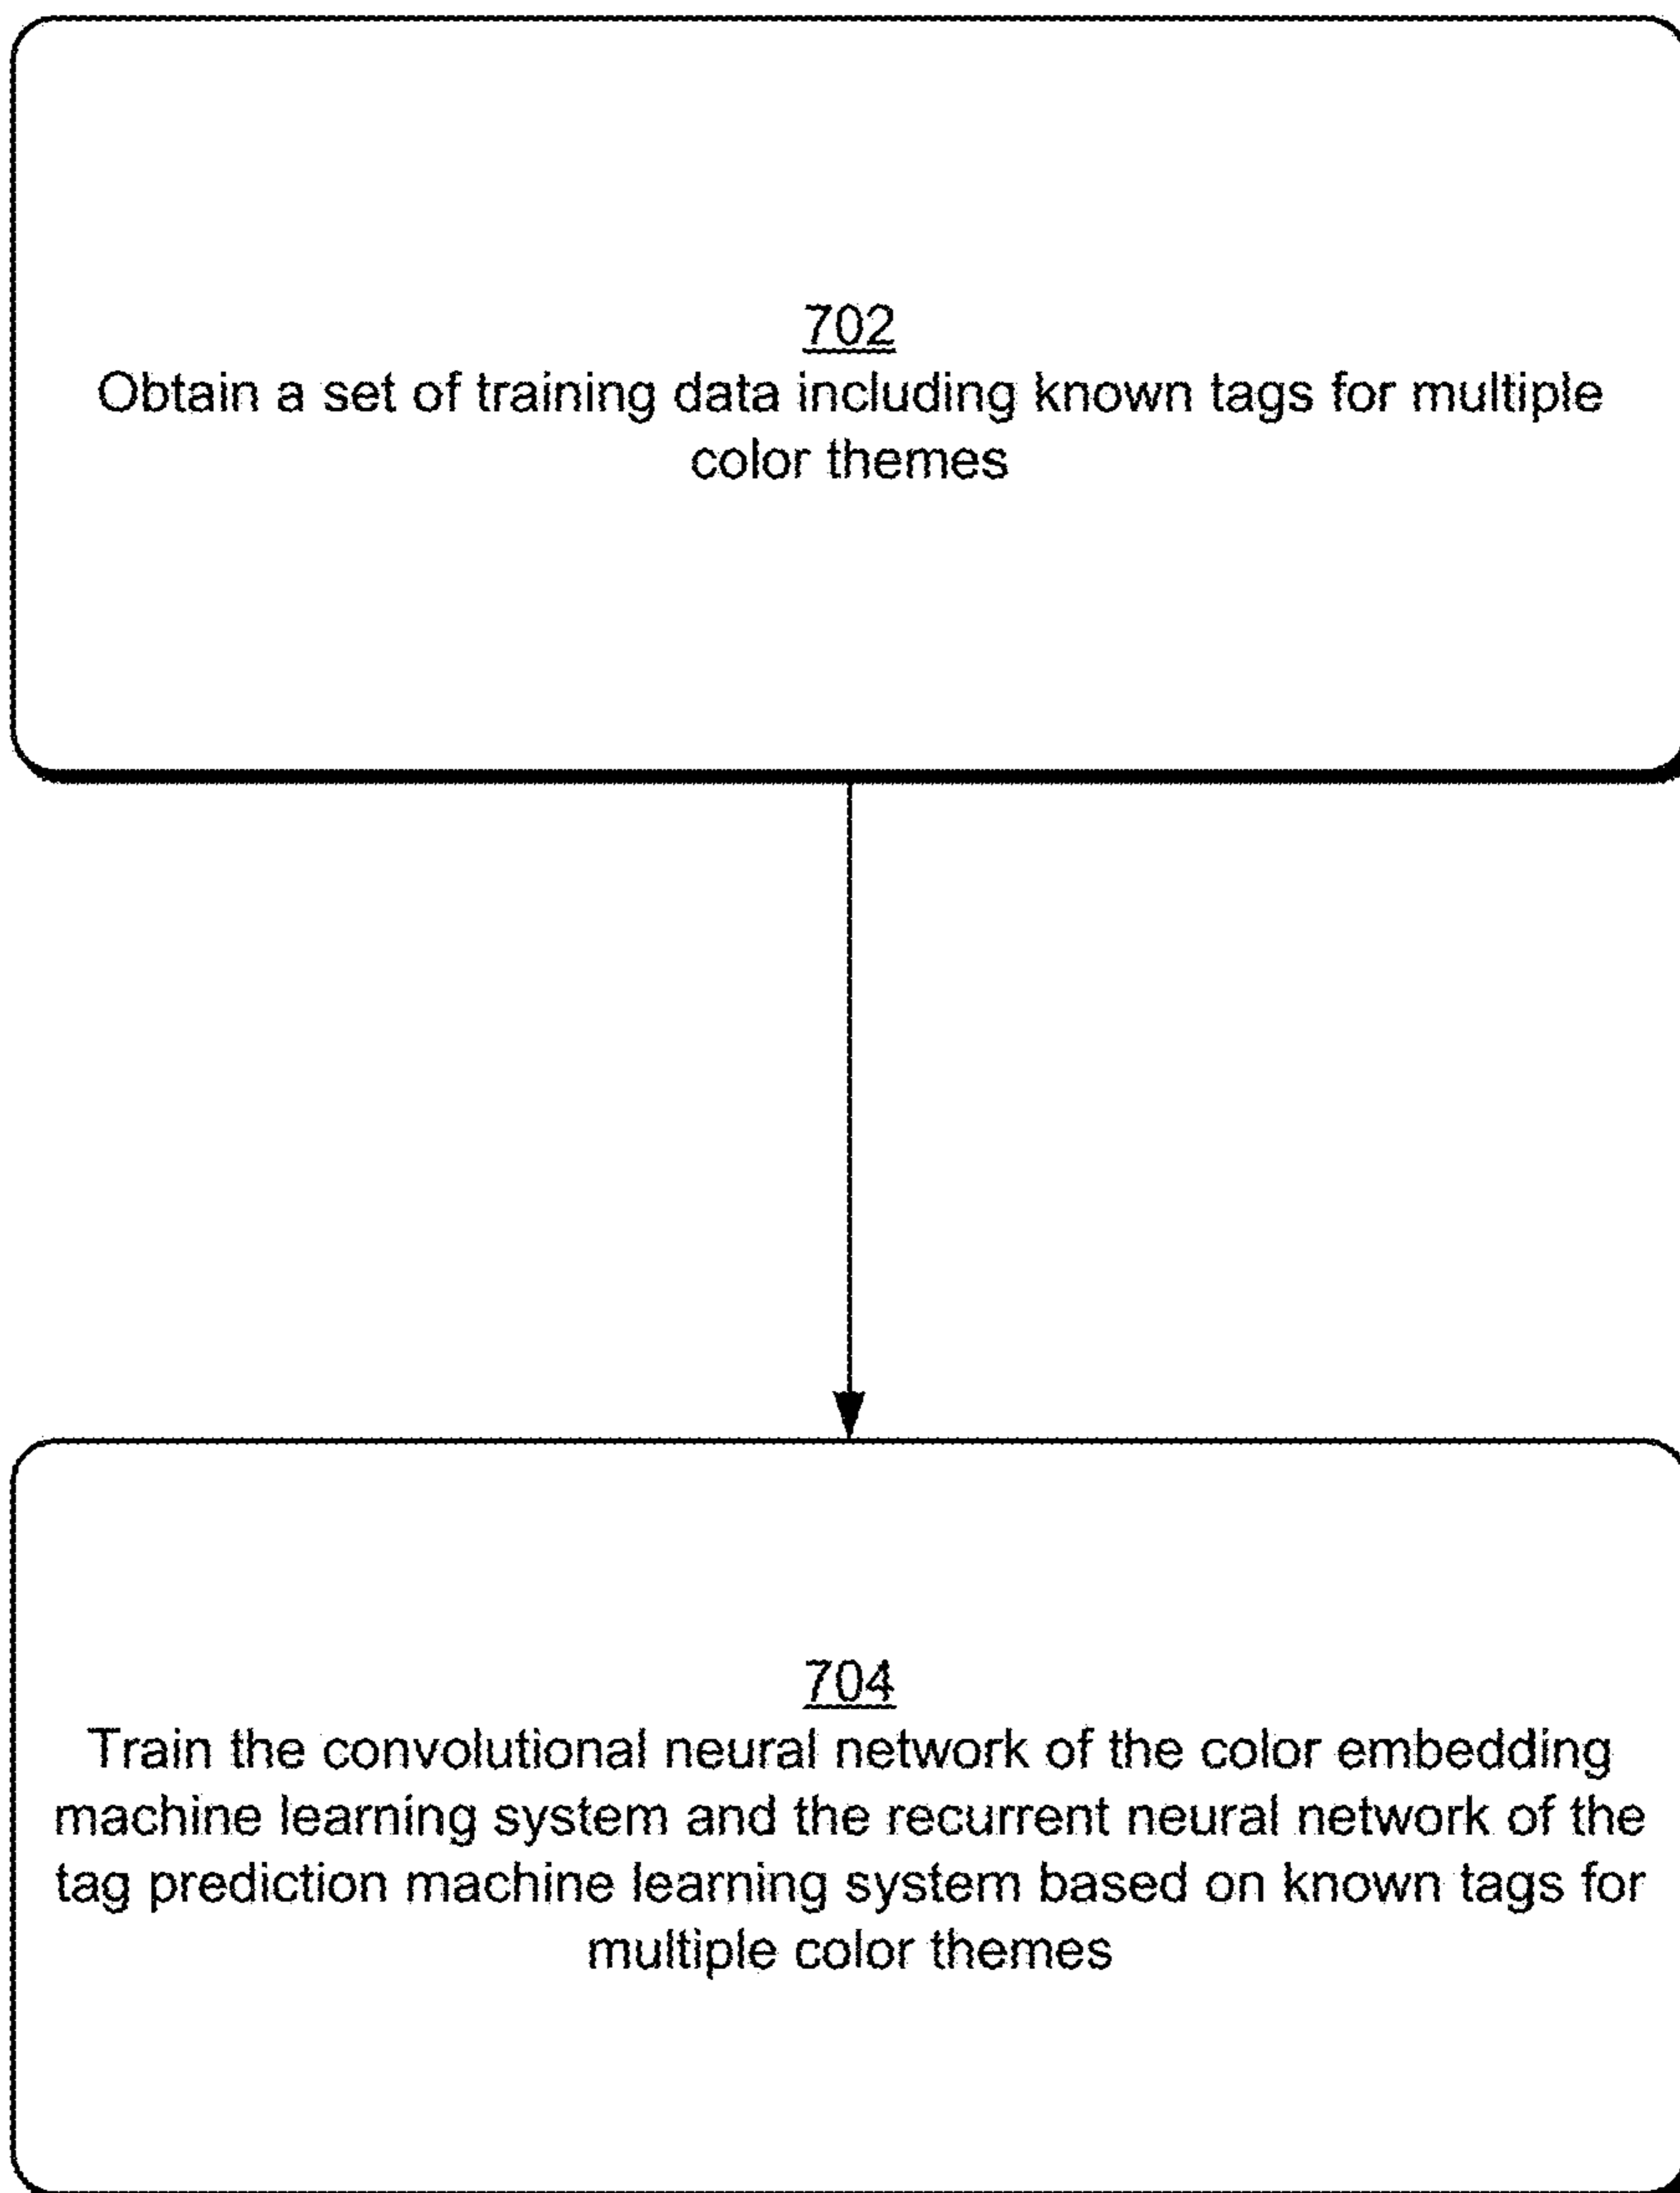 702
Obtain a set of training data including known tags for multiple
color themes
704
Train the convolutional neural network of the color embedding
machine learning system and the recurrent neural network of the
tag prediction machine learning system based on known tags for
multiple color themes